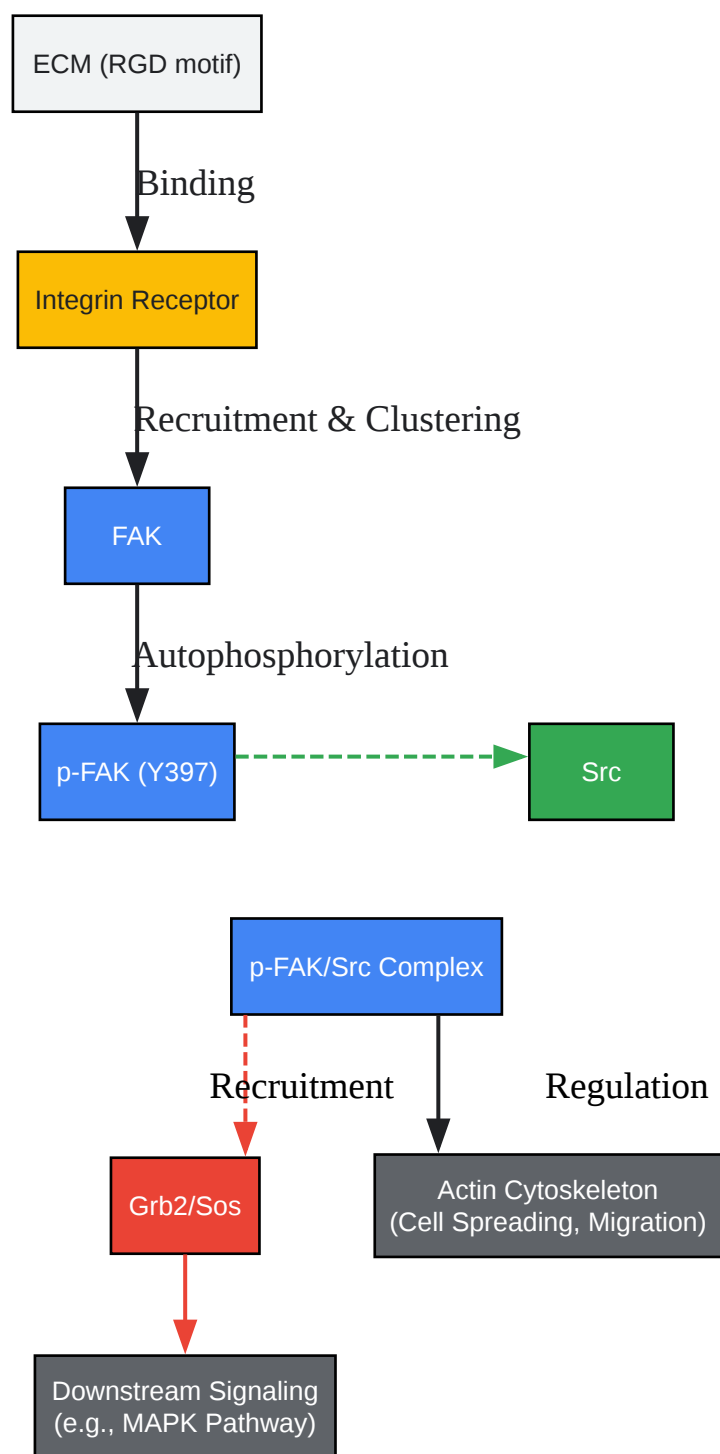 ECM (RGD motif)
Binding
Integrin Receptor
Recruitment & Clustering
FAK
Autophosphorylation
p-FAK (Y397)
Src
p-FAK/Src Complex
Recruitment
Regulation
Grb2/Sos
Actin Cytoskeleton
(Cell Spreading, Migration)
Downstream Signaling
(e.g., MAPK Pathway)